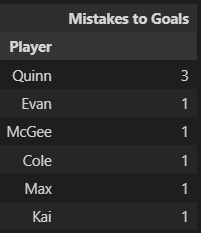 Mistakes to Goals
Player
Quinn 3
Evan 1
McGee 1
Cole 1
Max 1
Kai 1